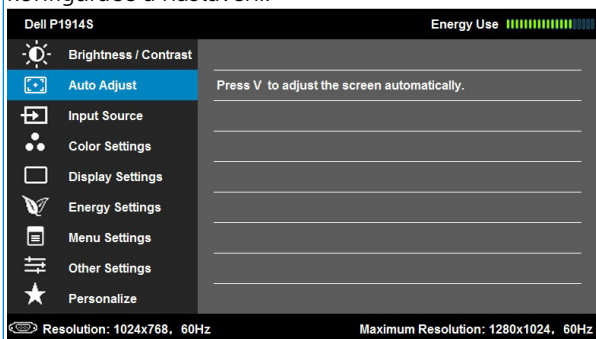 Dell P1914S Energy Use
Brightness / Contrast
Auto Adjust Press V to adjust the screen automatically.
Input Source
Color Settings
Display Settings
Energy Settings
Menu Settings
Other Settings
Personalize
Resolution: 1024x768, 60Hz Maximum Resolution: 1280x1024, 60Hz